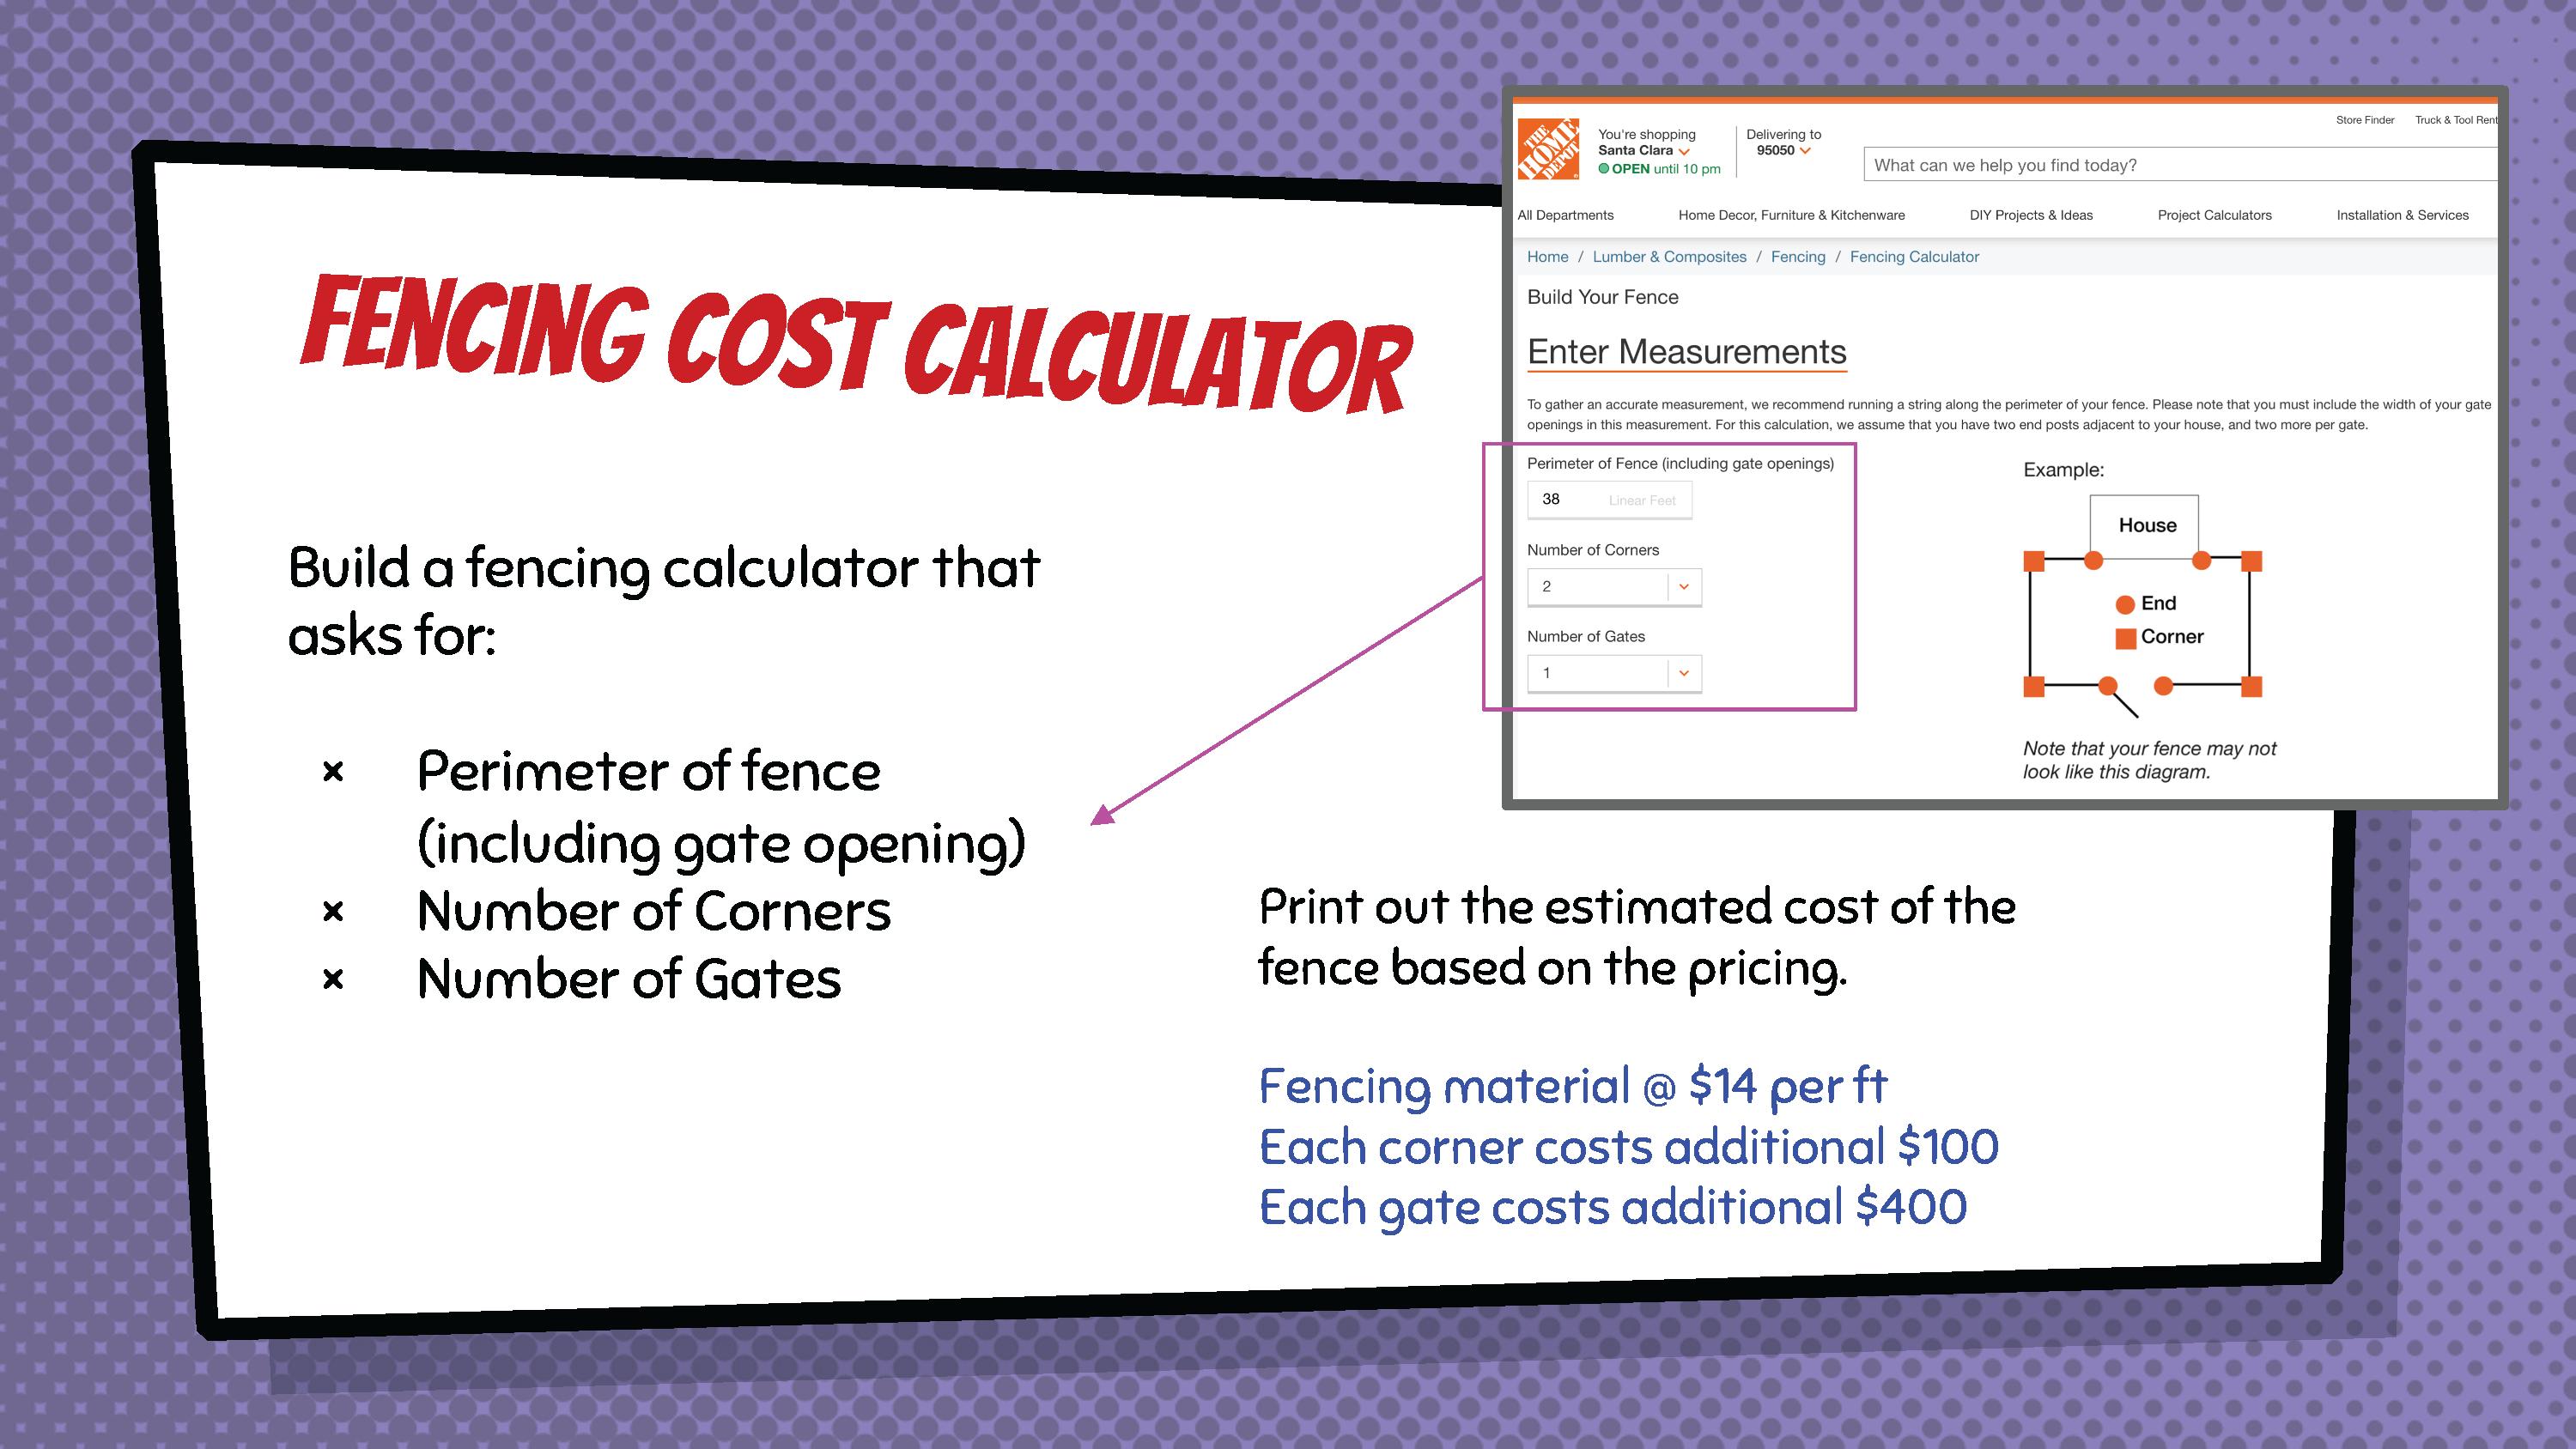 FENCING COST CALCULATOR
Build a fencing calculator that
asks for:
× Perimeter of fence
(including gate opening)
× Number of Corners
× Number of Gates
THE
HOME
DEPOT
You're shopping
Santa Clara
OPEN until 10 pm
Delivering to
95050
Store Finder Truck & Tool Rent
What can we help you find today?
All Departments Home Decor, Furniture & Kitchenware DIY Projects & Ideas Project Calculators Installation & Services
Home / Lumber & Composites / Fencing / Fencing Calculator
Build Your Fence
Enter Measurements
To gather an accurate measurement, we recommend running a string along the perimeter of your fence. Please note that you must include the width of your gate
openings in this measurement. For this calculation, we assume that you have two end posts adjacent to your house, and two more per gate.
Perimeter of Fence (including gate openings)
38 Linear Feet
Number of Corners
2
Number of Gates
1
Example:
House
End
Corner
Note that your fence may not
look like this diagram.
Print out the estimated cost of the
fence based on the pricing.
Fencing material @ $14 per ft
Each corner costs additional $100
Each gate costs additional $400